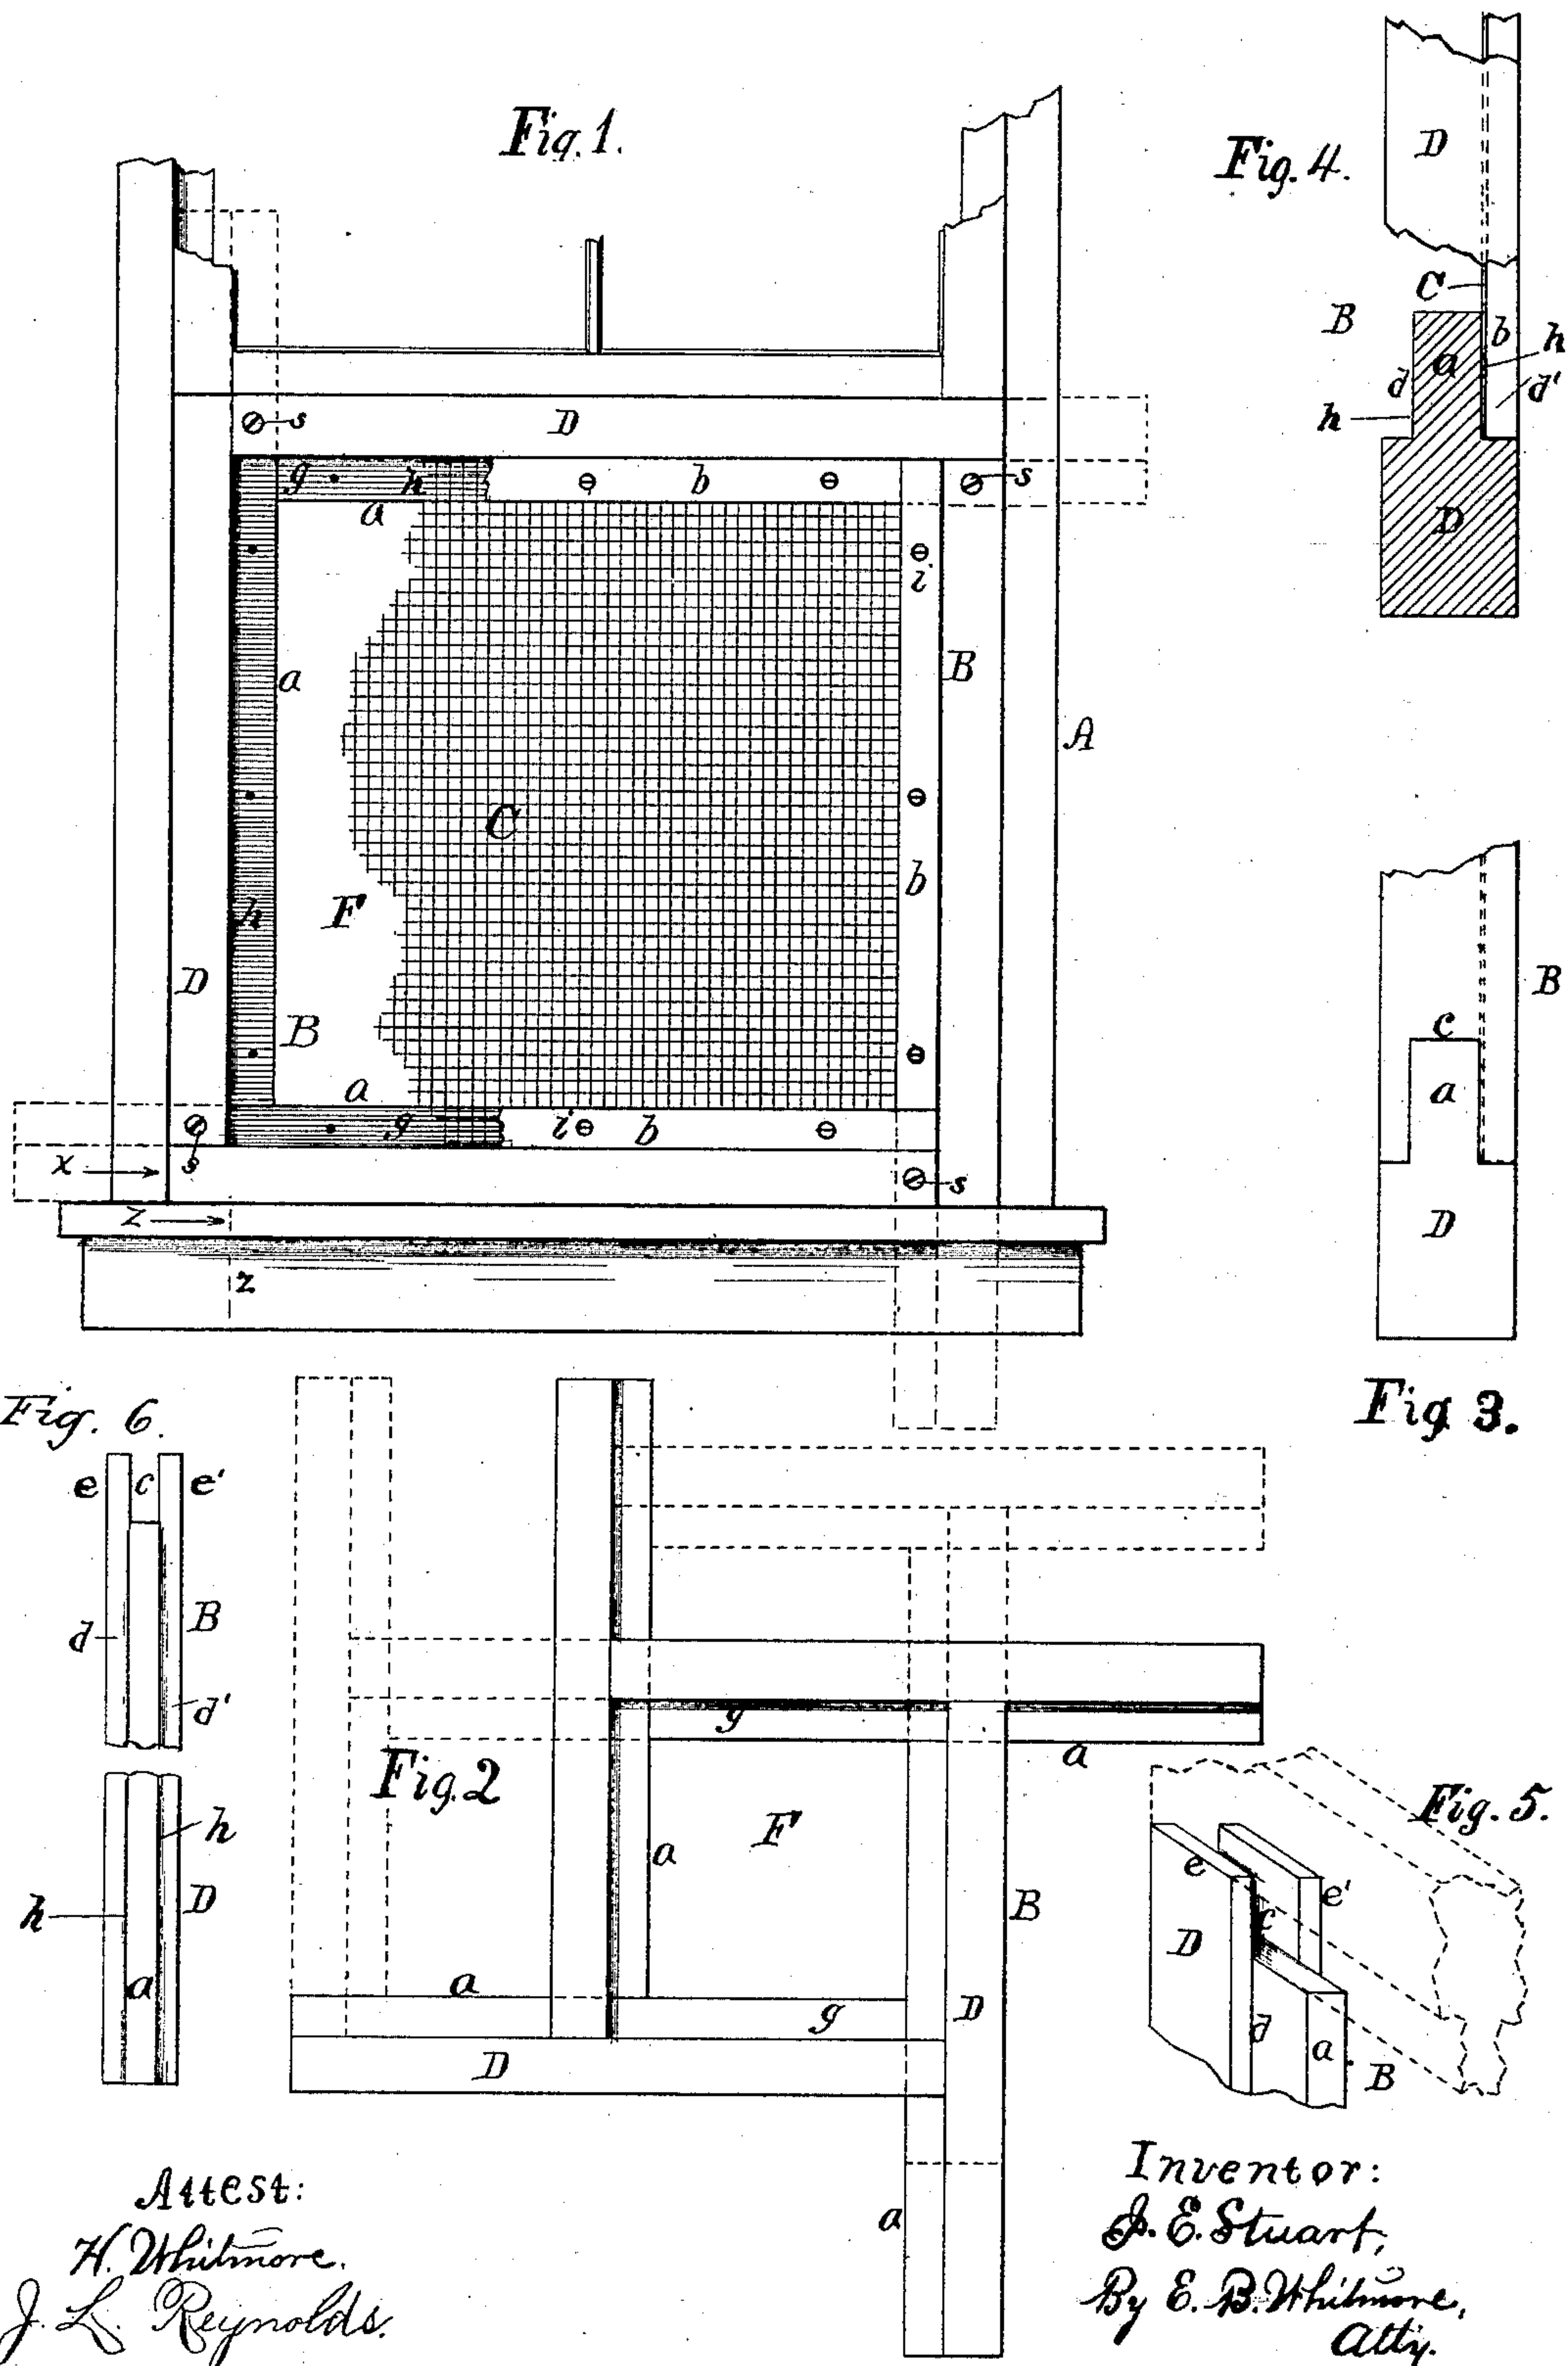 Fig. 1.
s
D
g
h
b
s
a
i
a
B
A
C
b
h
F
D
B
a
g
i
b
s
x
s
z
z
Fig. 4.
D
C
B
b
h
a
d
d'
h
D
B
c
a
D
Fig 3.
Fig. 6.
e c e'
B
d
d'
h
h
D
a
Fig. 2
g
a
F
a
B
a
g
D
D
a
Fig. 5.
e
e'
c
D
d
a
B
Attest:
H. Whitmore.
J. L. Reynolds.
Inventor:
J. E. Stuart,
By E. B. Whitmore,
Atty.